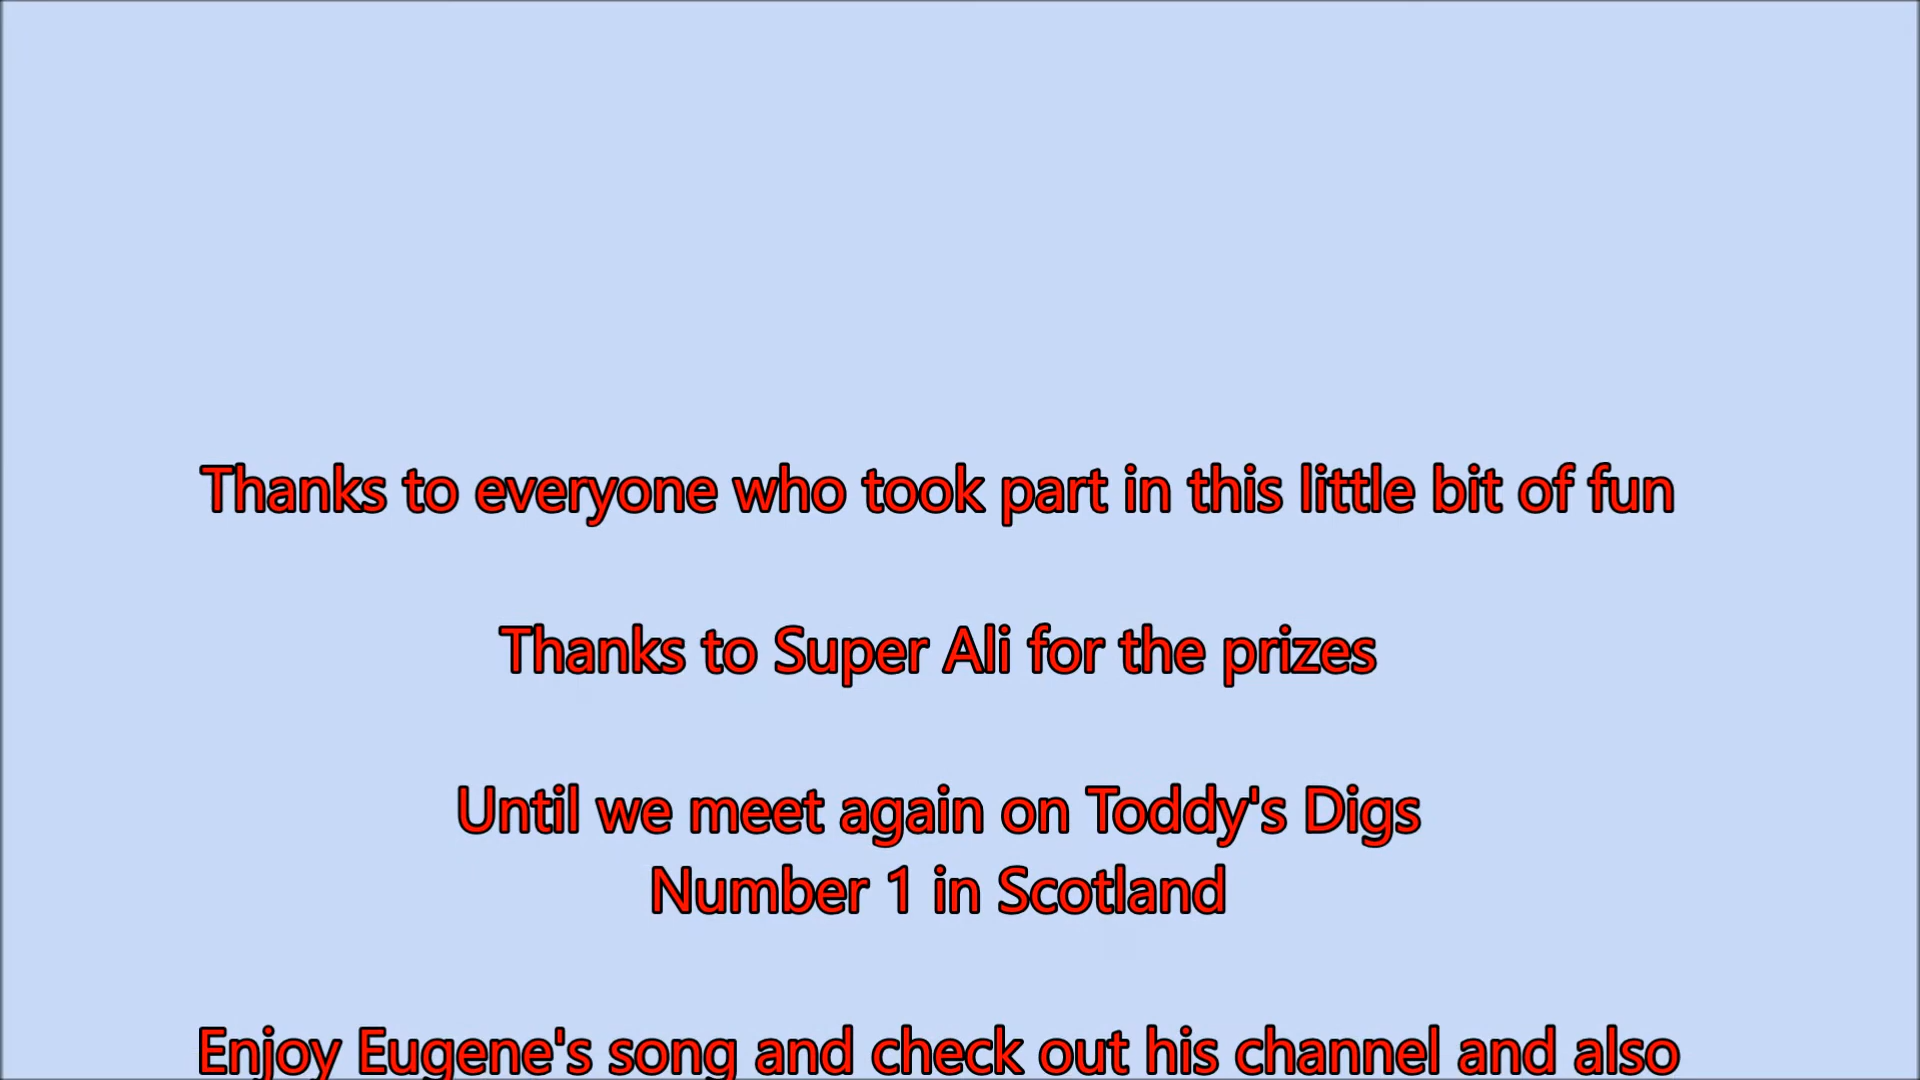 Thanks to everyone who took part in this little bit of fun
Thanks to Super Ali for the prizes
Until we meet again on Toddy's Digs
Number 1 in Scotland
Enjoy Eugene's song and check out his channel and also